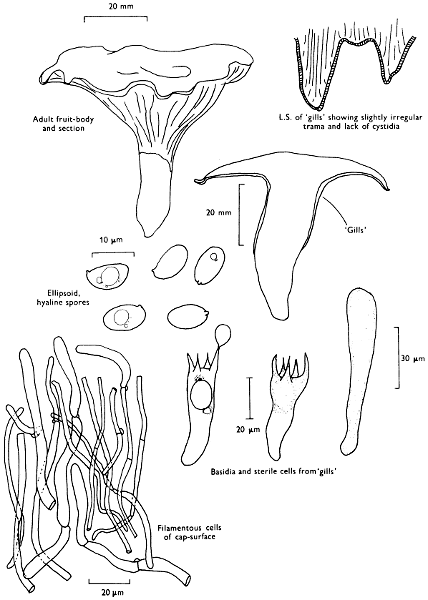 20 mm
Adult fruit-body
and section
L.S. of 'gills' showing slightly irregular
trama and lack of cystidia
20 mm
'Gills'
10 µm
Ellipsoid,
hyaline spores
30 µm
20 µm
Basidia and sterile cells from 'gills'
Filamentous cells
of cap-surface
20 µm